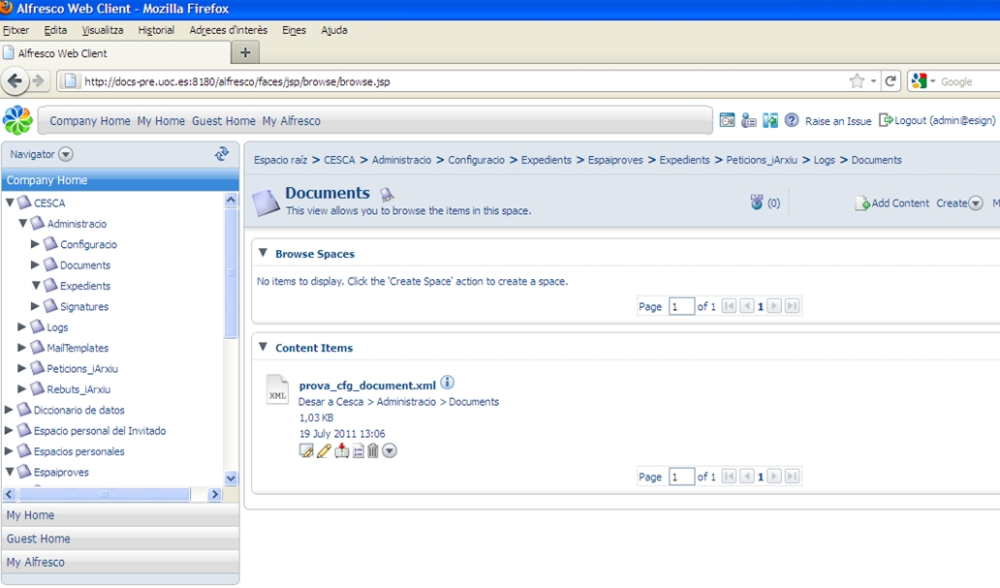 Alfresco Web Client - Mozilla Firefox
Fitxer Edita Visualitza Historial Adreces d'interès Eines Ajuda
Alfresco Web Client +
http://docs-pre.uoc.es:8180/alfresco/faces/jsp/browse/browse.jsp Google
Company Home My Home Guest Home My Alfresco Raise an Issue Logout (admin@esign)
Navigator
Company Home
CESCA
Administracio
Configuracio
Documents
Expedients
Signatures
Logs
MailTemplates
Peticions_iArxiu
Rebuts_iArxiu
Diccionario de datos
Espacio personal del Invitado
Espacios personales
Espaiproves
My Home
Guest Home
My Alfresco
Espacio raíz > CESCA > Administracio > Configuracio > Expedients > Espaiproves > Expedients > Peticions_iArxiu > Logs > Documents
Documents
This view allows you to browse the items in this space.
(0)
Add Content Create M
Browse Spaces
No items to display. Click the 'Create Space' action to create a space.
Page 1 of 1 1
Content Items
XML
prova_cfg_document.xml
Desar a Cesca > Administracio > Documents
1,03 KB
19 July 2011 13:06
Page 1 of 1 1